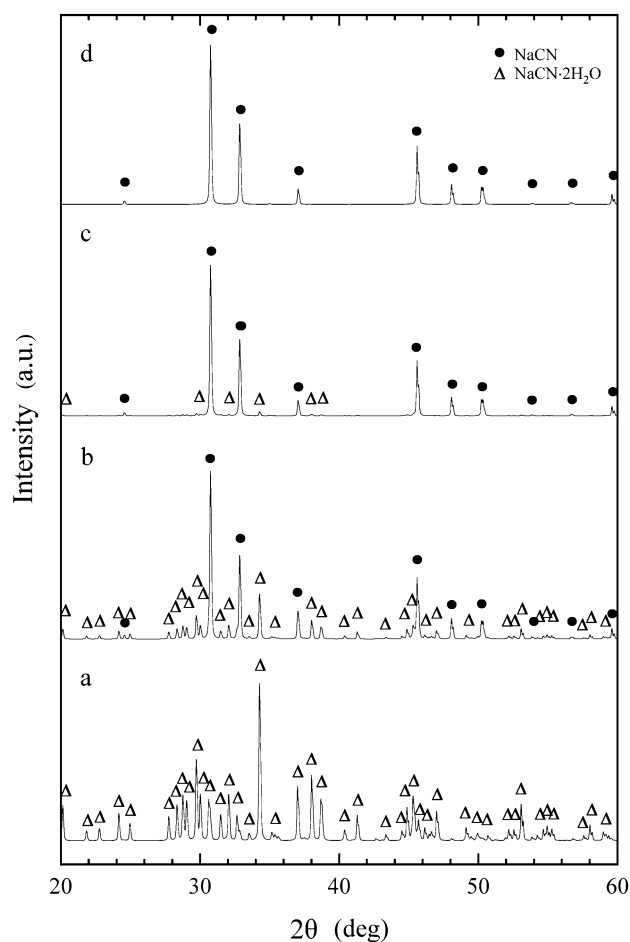 d
NaCN
NaCN·2H₂O
c
b
a
Intensity (a.u.)
20 30 40 50 60
2θ (deg)